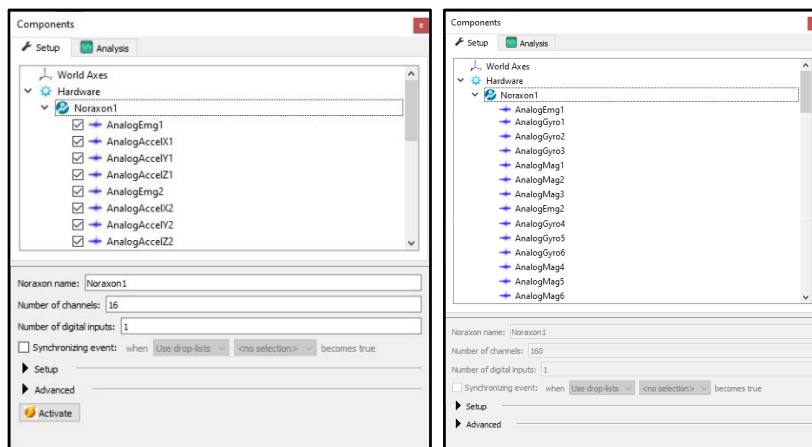 Components
x
Setup
Analysis
World Axes
Hardware
Noraxon1
AnalogEmg1
AnalogAccelX1
AnalogAccelY1
AnalogAccelZ1
AnalogEmg2
AnalogAccelX2
AnalogAccelY2
AnalogAccelZ2
Noraxon name: Noraxon1
Number of channels: 16
Number of digital inputs: 1
Synchronizing event: when Use drop-lists <no selection> becomes true
Setup
Advanced
Activate
Components
Setup
Analysis
World Axes
Hardware
Noraxon1
AnalogEmg1
AnalogGyro1
AnalogGyro2
AnalogGyro3
AnalogMag1
AnalogMag2
AnalogMag3
AnalogEmg2
AnalogGyro4
AnalogGyro5
AnalogGyro6
AnalogMag4
AnalogMag5
AnalogMag6
Noraxon name: Noraxon1
Number of channels: 160
Number of digital inputs: 1
Synchronizing event: when Use drop-lists <no selection> becomes true
Setup
Advanced